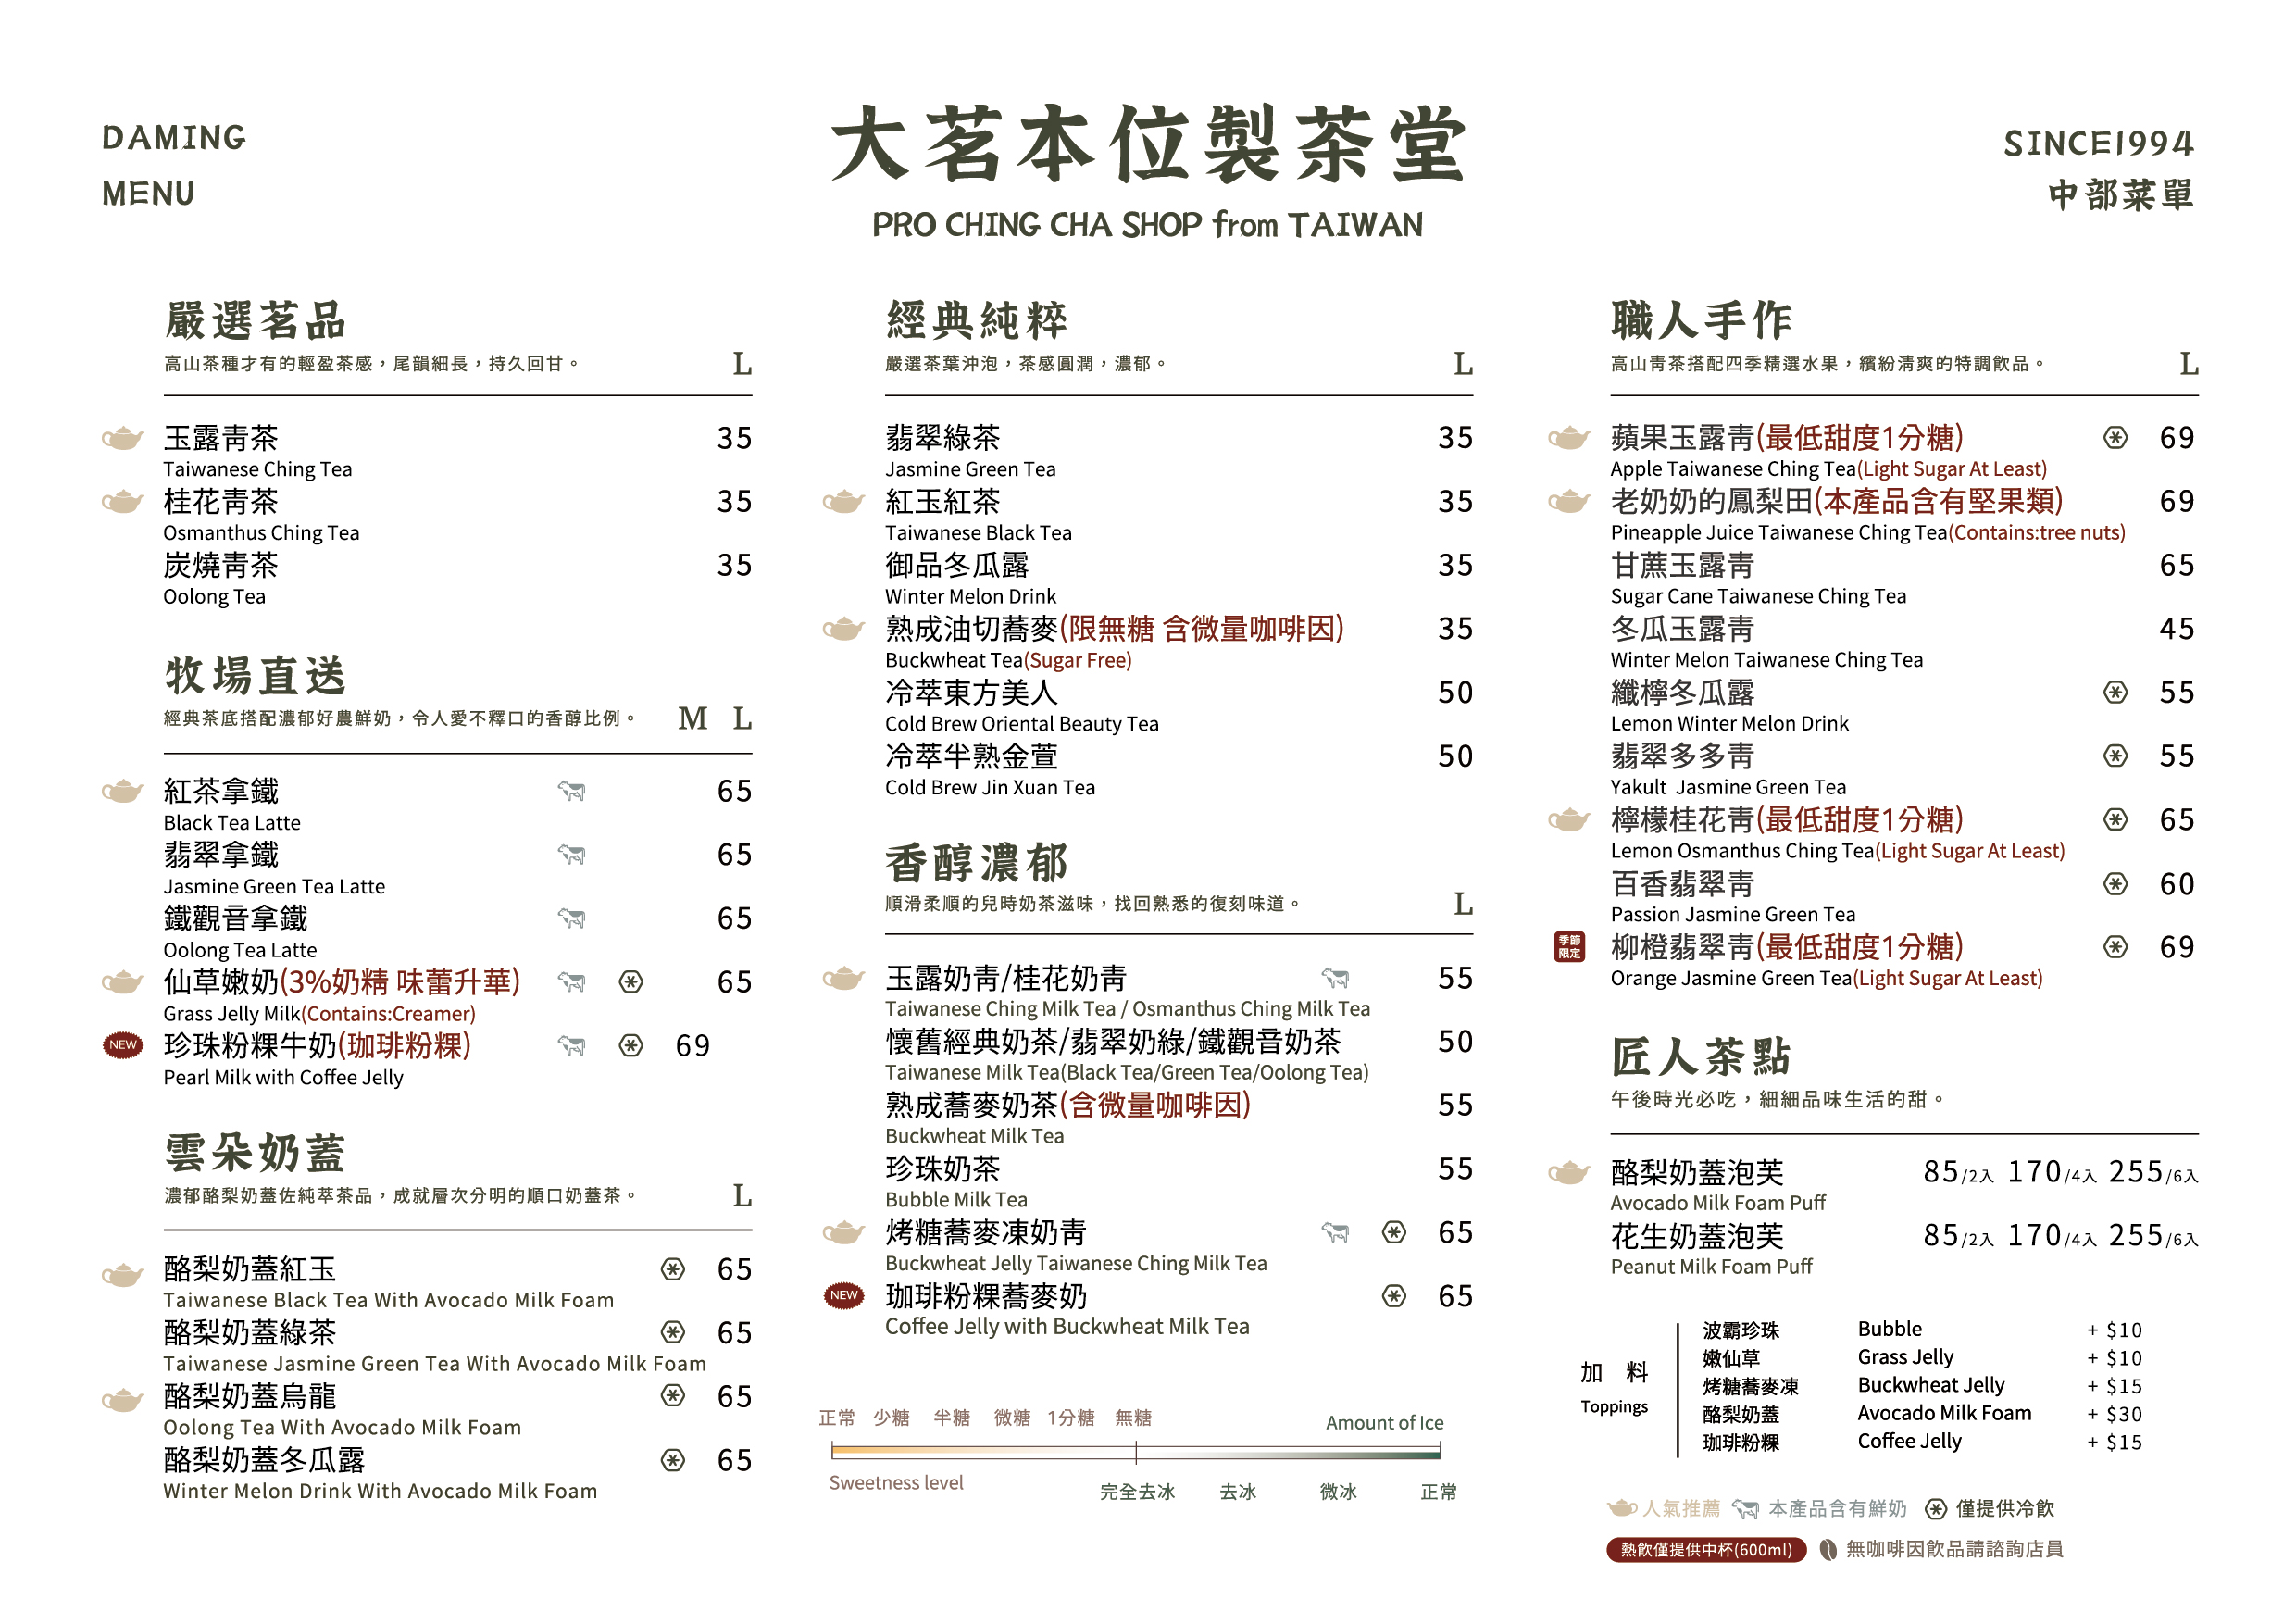 DAMING
MENU
大茗本位製茶堂
PRO CHING CHA SHOP from TAIWAN
SINCE1994
中部菜單
嚴選茗品
高山茶種才有的輕盈茶感，尾韻細長，持久回甘。 L
玉露青茶 35
Taiwanese Ching Tea
桂花青茶 35
Osmanthus Ching Tea
炭燒青茶 35
Oolong Tea
牧場直送
經典茶底搭配濃郁好農鮮奶，令人愛不釋口的香醇比例。 M L
紅茶拿鐵 65
Black Tea Latte
翡翠拿鐵 65
Jasmine Green Tea Latte
鐵觀音拿鐵 65
Oolong Tea Latte
仙草嫩奶(3%奶精 味蕾升華) 65
Grass Jelly Milk(Contains:Creamer)
NEW 珍珠粉粿牛奶(珈琲粉粿) 69
Pearl Milk with Coffee Jelly
雲朵奶蓋
濃郁酪梨奶蓋佐純萃茶品，成就層次分明的順口奶蓋茶。 L
酪梨奶蓋紅玉 65
Taiwanese Black Tea With Avocado Milk Foam
酪梨奶蓋綠茶 65
Taiwanese Jasmine Green Tea With Avocado Milk Foam
酪梨奶蓋烏龍 65
Oolong Tea With Avocado Milk Foam
酪梨奶蓋冬瓜露 65
Winter Melon Drink With Avocado Milk Foam
經典純粹
嚴選茶葉沖泡，茶感圓潤，濃郁。 L
翡翠綠茶 35
Jasmine Green Tea
紅玉紅茶 35
Taiwanese Black Tea
御品冬瓜露 35
Winter Melon Drink
熟成油切蕎麥(限無糖 含微量咖啡因) 35
Buckwheat Tea(Sugar Free)
冷萃東方美人 50
Cold Brew Oriental Beauty Tea
冷萃半熟金萱 50
Cold Brew Jin Xuan Tea
香醇濃郁
順滑柔順的兒時奶茶滋味，找回熟悉的復刻味道。 L
玉露奶青/桂花奶青 55
Taiwanese Ching Milk Tea / Osmanthus Ching Milk Tea
懷舊經典奶茶/翡翠奶綠/鐵觀音奶茶 50
Taiwanese Milk Tea(Black Tea/Green Tea/Oolong Tea)
熟成蕎麥奶茶(含微量咖啡因) 55
Buckwheat Milk Tea
珍珠奶茶 55
Bubble Milk Tea
烤糖蕎麥凍奶青 65
Buckwheat Jelly Taiwanese Ching Milk Tea
NEW 珈琲粉粿蕎麥奶 65
Coffee Jelly with Buckwheat Milk Tea
正常 少糖 半糖 微糖 1分糖 無糖
Amount of Ice
Sweetness level
完全去冰 去冰 微冰 正常
職人手作
高山青茶搭配四季精選水果，繽紛清爽的特調飲品。 L
蘋果玉露青(最低甜度1分糖) 69
Apple Taiwanese Ching Tea(Light Sugar At Least)
老奶奶的鳳梨田(本產品含有堅果類) 69
Pineapple Juice Taiwanese Ching Tea(Contains:tree nuts)
甘蔗玉露青 65
Sugar Cane Taiwanese Ching Tea
冬瓜玉露青 45
Winter Melon Taiwanese Ching Tea
纖檸冬瓜露 55
Lemon Winter Melon Drink
翡翠多多青 55
Yakult Jasmine Green Tea
檸檬桂花青(最低甜度1分糖) 65
Lemon Osmanthus Ching Tea(Light Sugar At Least)
百香翡翠青 60
Passion Jasmine Green Tea
季節限定 柳橙翡翠青(最低甜度1分糖) 69
Orange Jasmine Green Tea(Light Sugar At Least)
匠人茶點
午後時光必吃，細細品味生活的甜。
酪梨奶蓋泡芙 85/2入 170/4入 255/6入
Avocado Milk Foam Puff
花生奶蓋泡芙 85/2入 170/4入 255/6入
Peanut Milk Foam Puff
加 料
Toppings
波霸珍珠 Bubble + $10
嫩仙草 Grass Jelly + $10
烤糖蕎麥凍 Buckwheat Jelly + $15
酪梨奶蓋 Avocado Milk Foam + $30
珈琲粉粿 Coffee Jelly + $15
人氣推薦 本產品含有鮮奶 僅提供冷飲
熱飲僅提供中杯(600ml) 無咖啡因飲品請諮詢店員